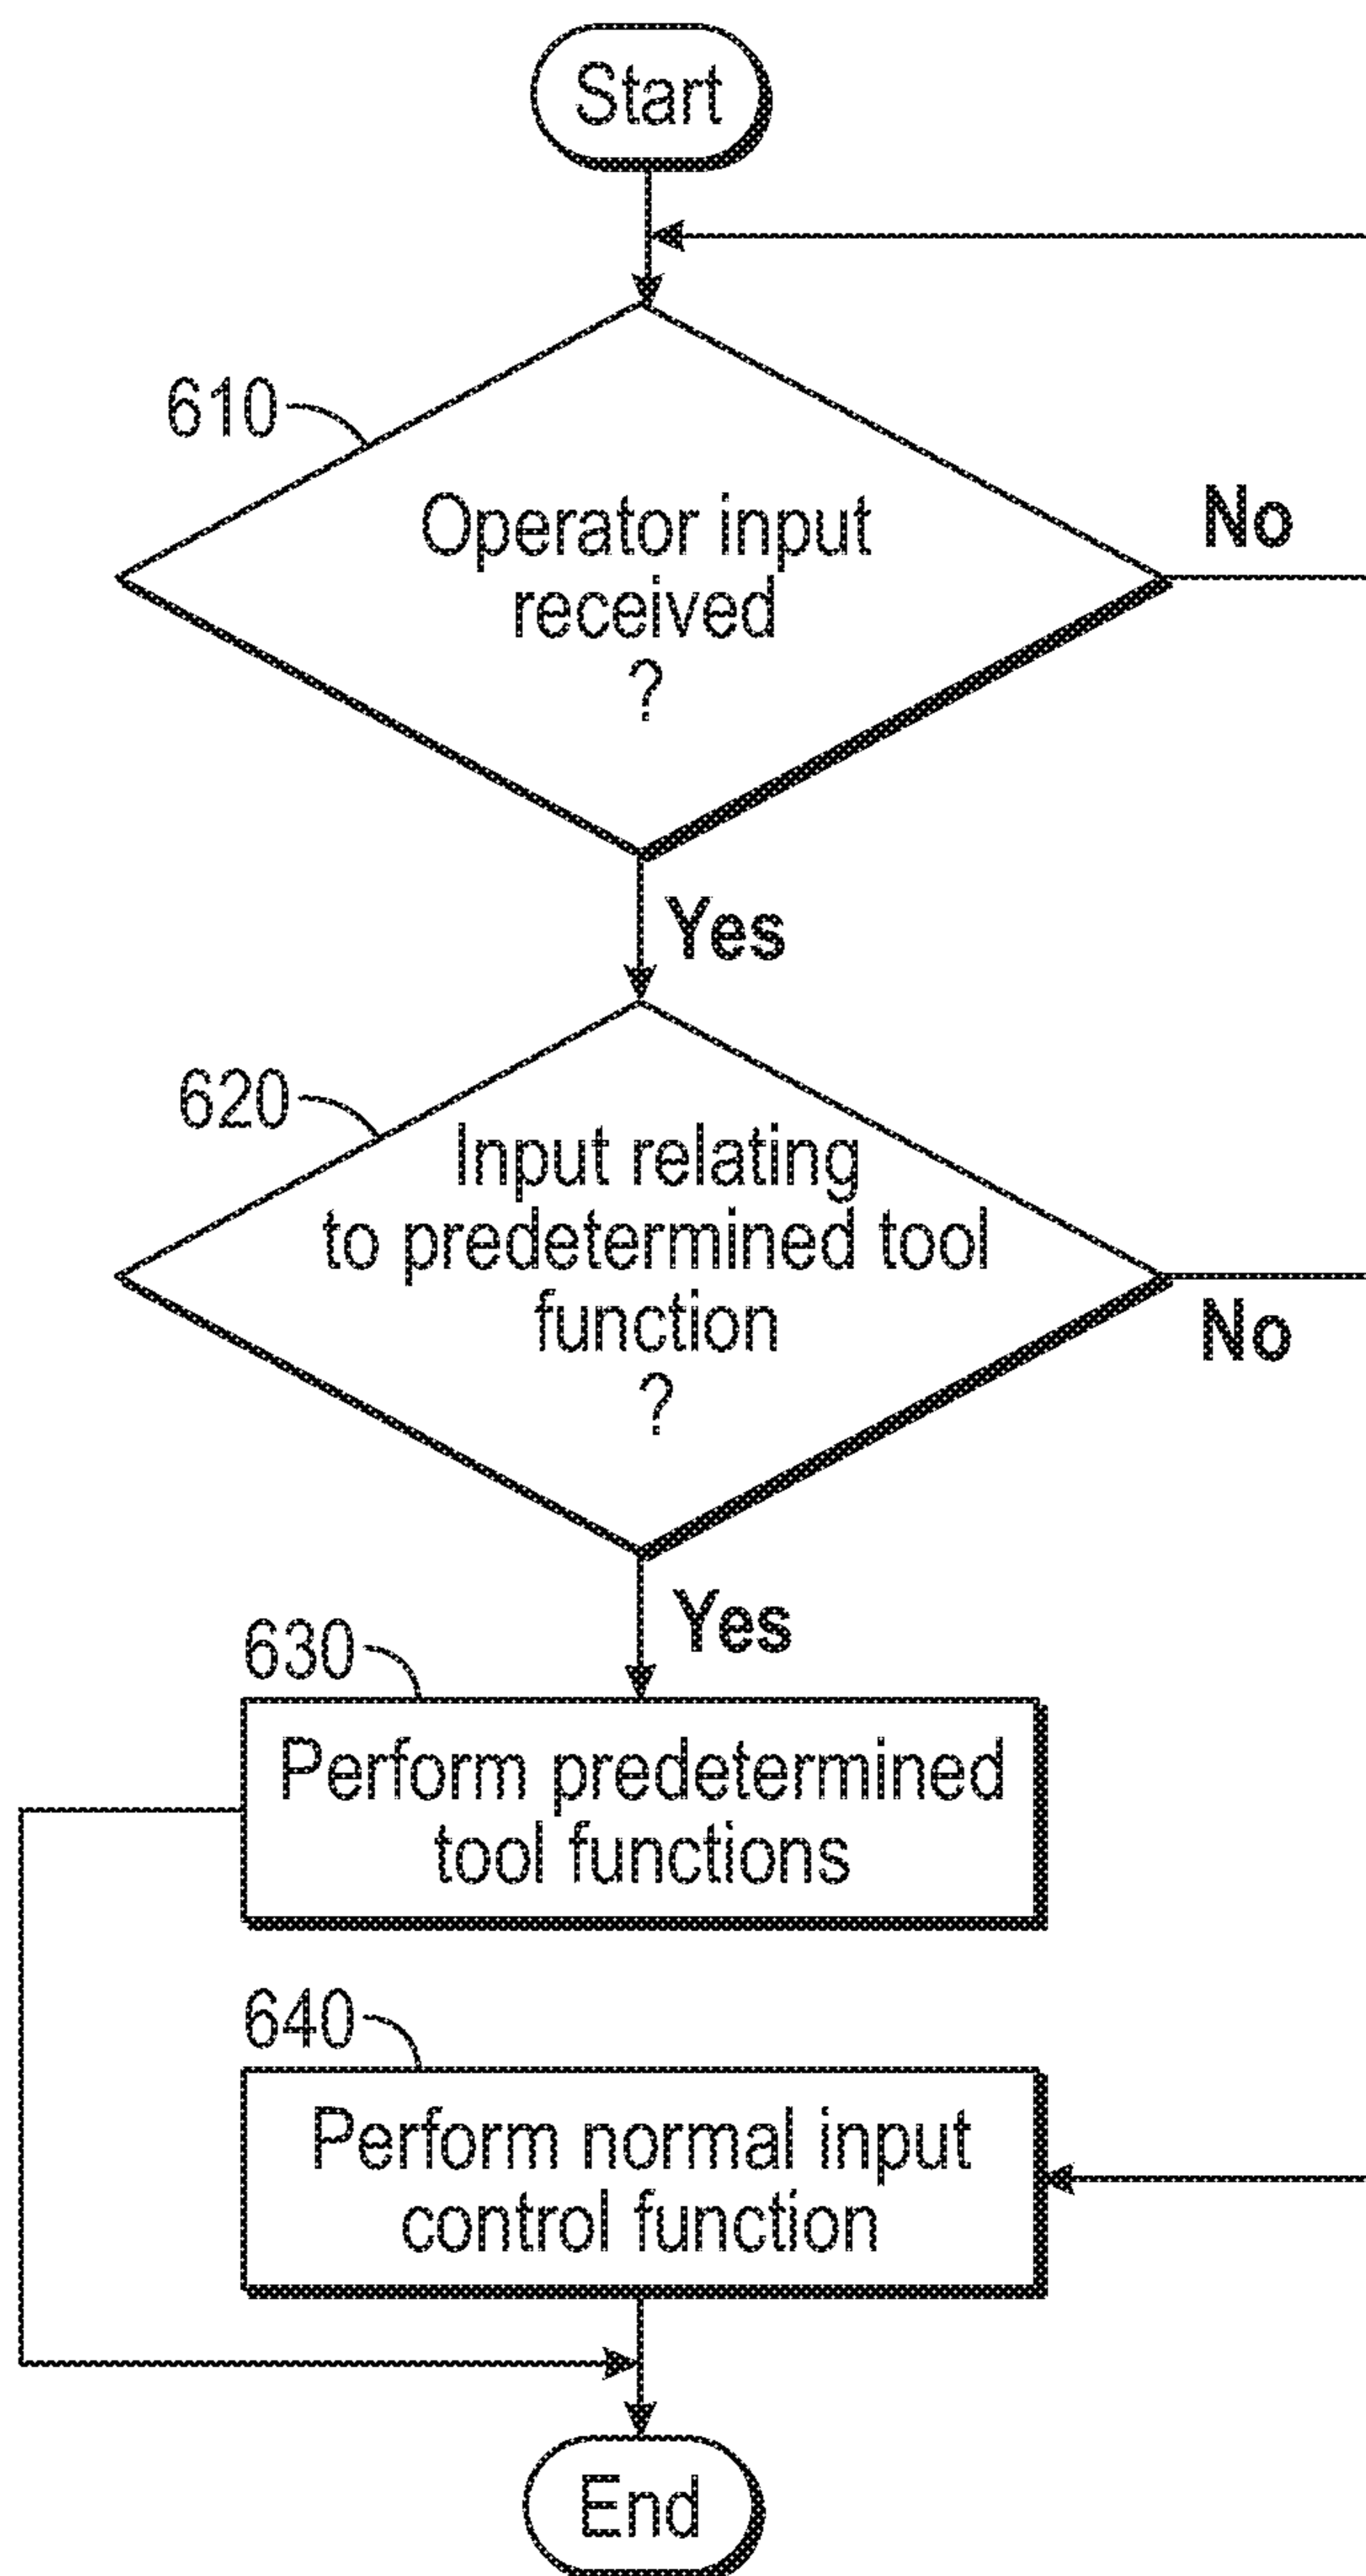 Start
610
Operator input
received
?
No
Yes
620
Input relating
to predetermined tool
function
?
No
Yes
630
Perform predetermined
tool functions
640
Perform normal input
control function
End